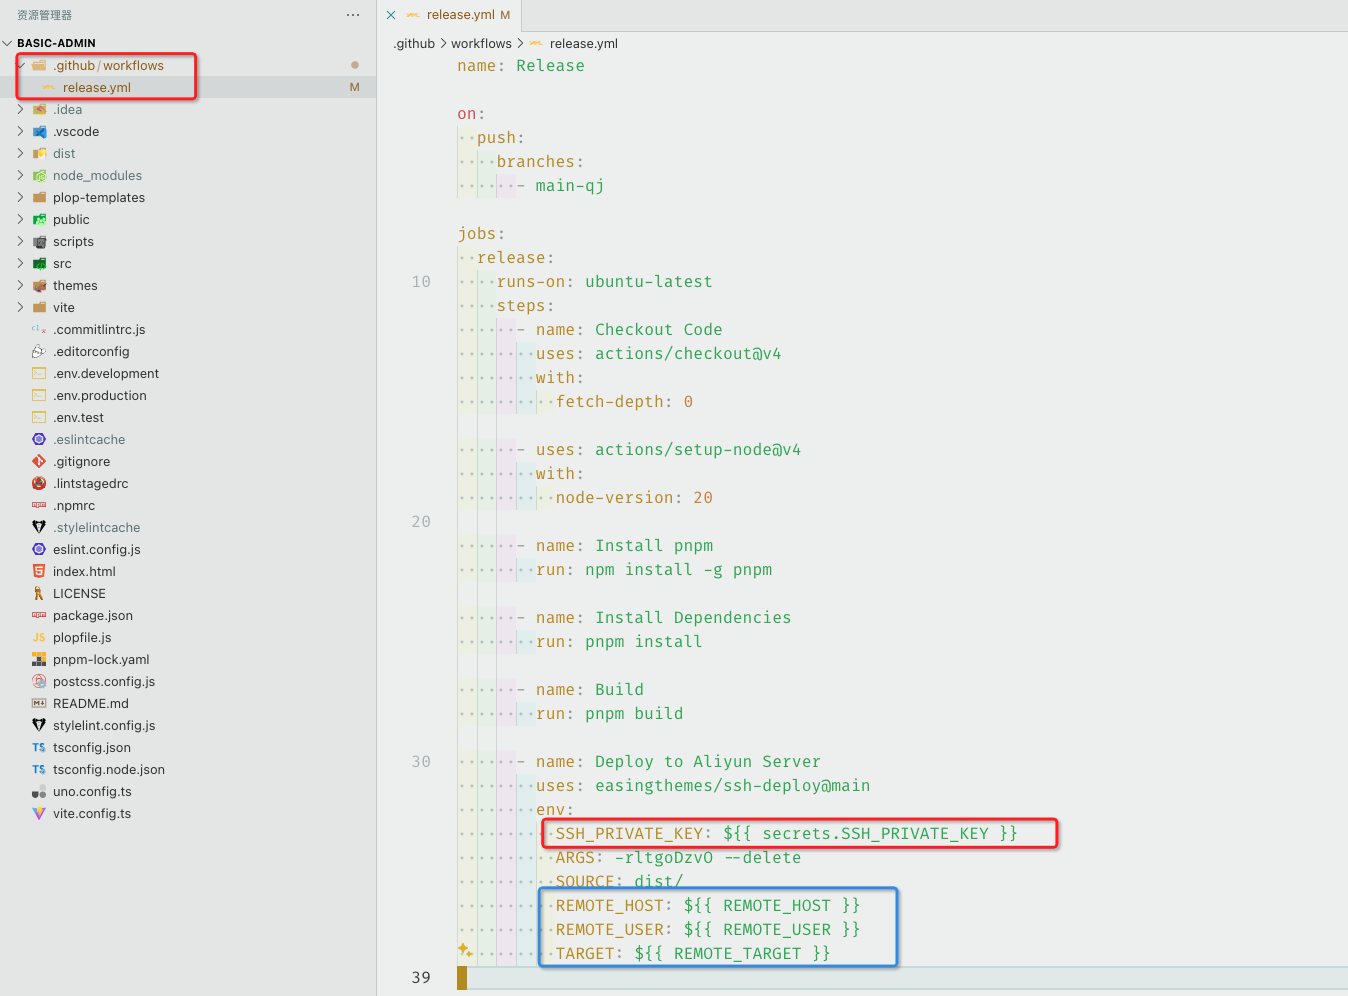 资源管理器
BASIC-ADMIN
.github / workflows
release.yml M
.idea
.vscode
dist
node_modules
plop-templates
public
scripts
src
themes
vite
.commitlintrc.js
.editorconfig
.env.development
.env.production
.env.test
.eslintcache
.gitignore
.lintstagedrc
.npmrc
.stylelintcache
eslint.config.js
index.html
LICENSE
package.json
plopfile.js
pnpm-lock.yaml
postcss.config.js
README.md
stylelint.config.js
tsconfig.json
tsconfig.node.json
uno.config.ts
vite.config.ts
release.yml M
.github > workflows > release.yml
name: Release
on:
push:
branches:
- main-qj
jobs:
release:
10 runs-on: ubuntu-latest
steps:
- name: Checkout Code
uses: actions/checkout@v4
with:
fetch-depth: 0
- uses: actions/setup-node@v4
with:
node-version: 20
20
- name: Install pnpm
run: npm install -g pnpm
- name: Install Dependencies
run: pnpm install
- name: Build
run: pnpm build
30 - name: Deploy to Aliyun Server
uses: easingthemes/ssh-deploy@main
env:
SSH_PRIVATE_KEY: ${{ secrets.SSH_PRIVATE_KEY }}
ARGS: -rltgoDzvO --delete
SOURCE: dist/
REMOTE_HOST: ${{ REMOTE_HOST }}
REMOTE_USER: ${{ REMOTE_USER }}
TARGET: ${{ REMOTE_TARGET }}
39